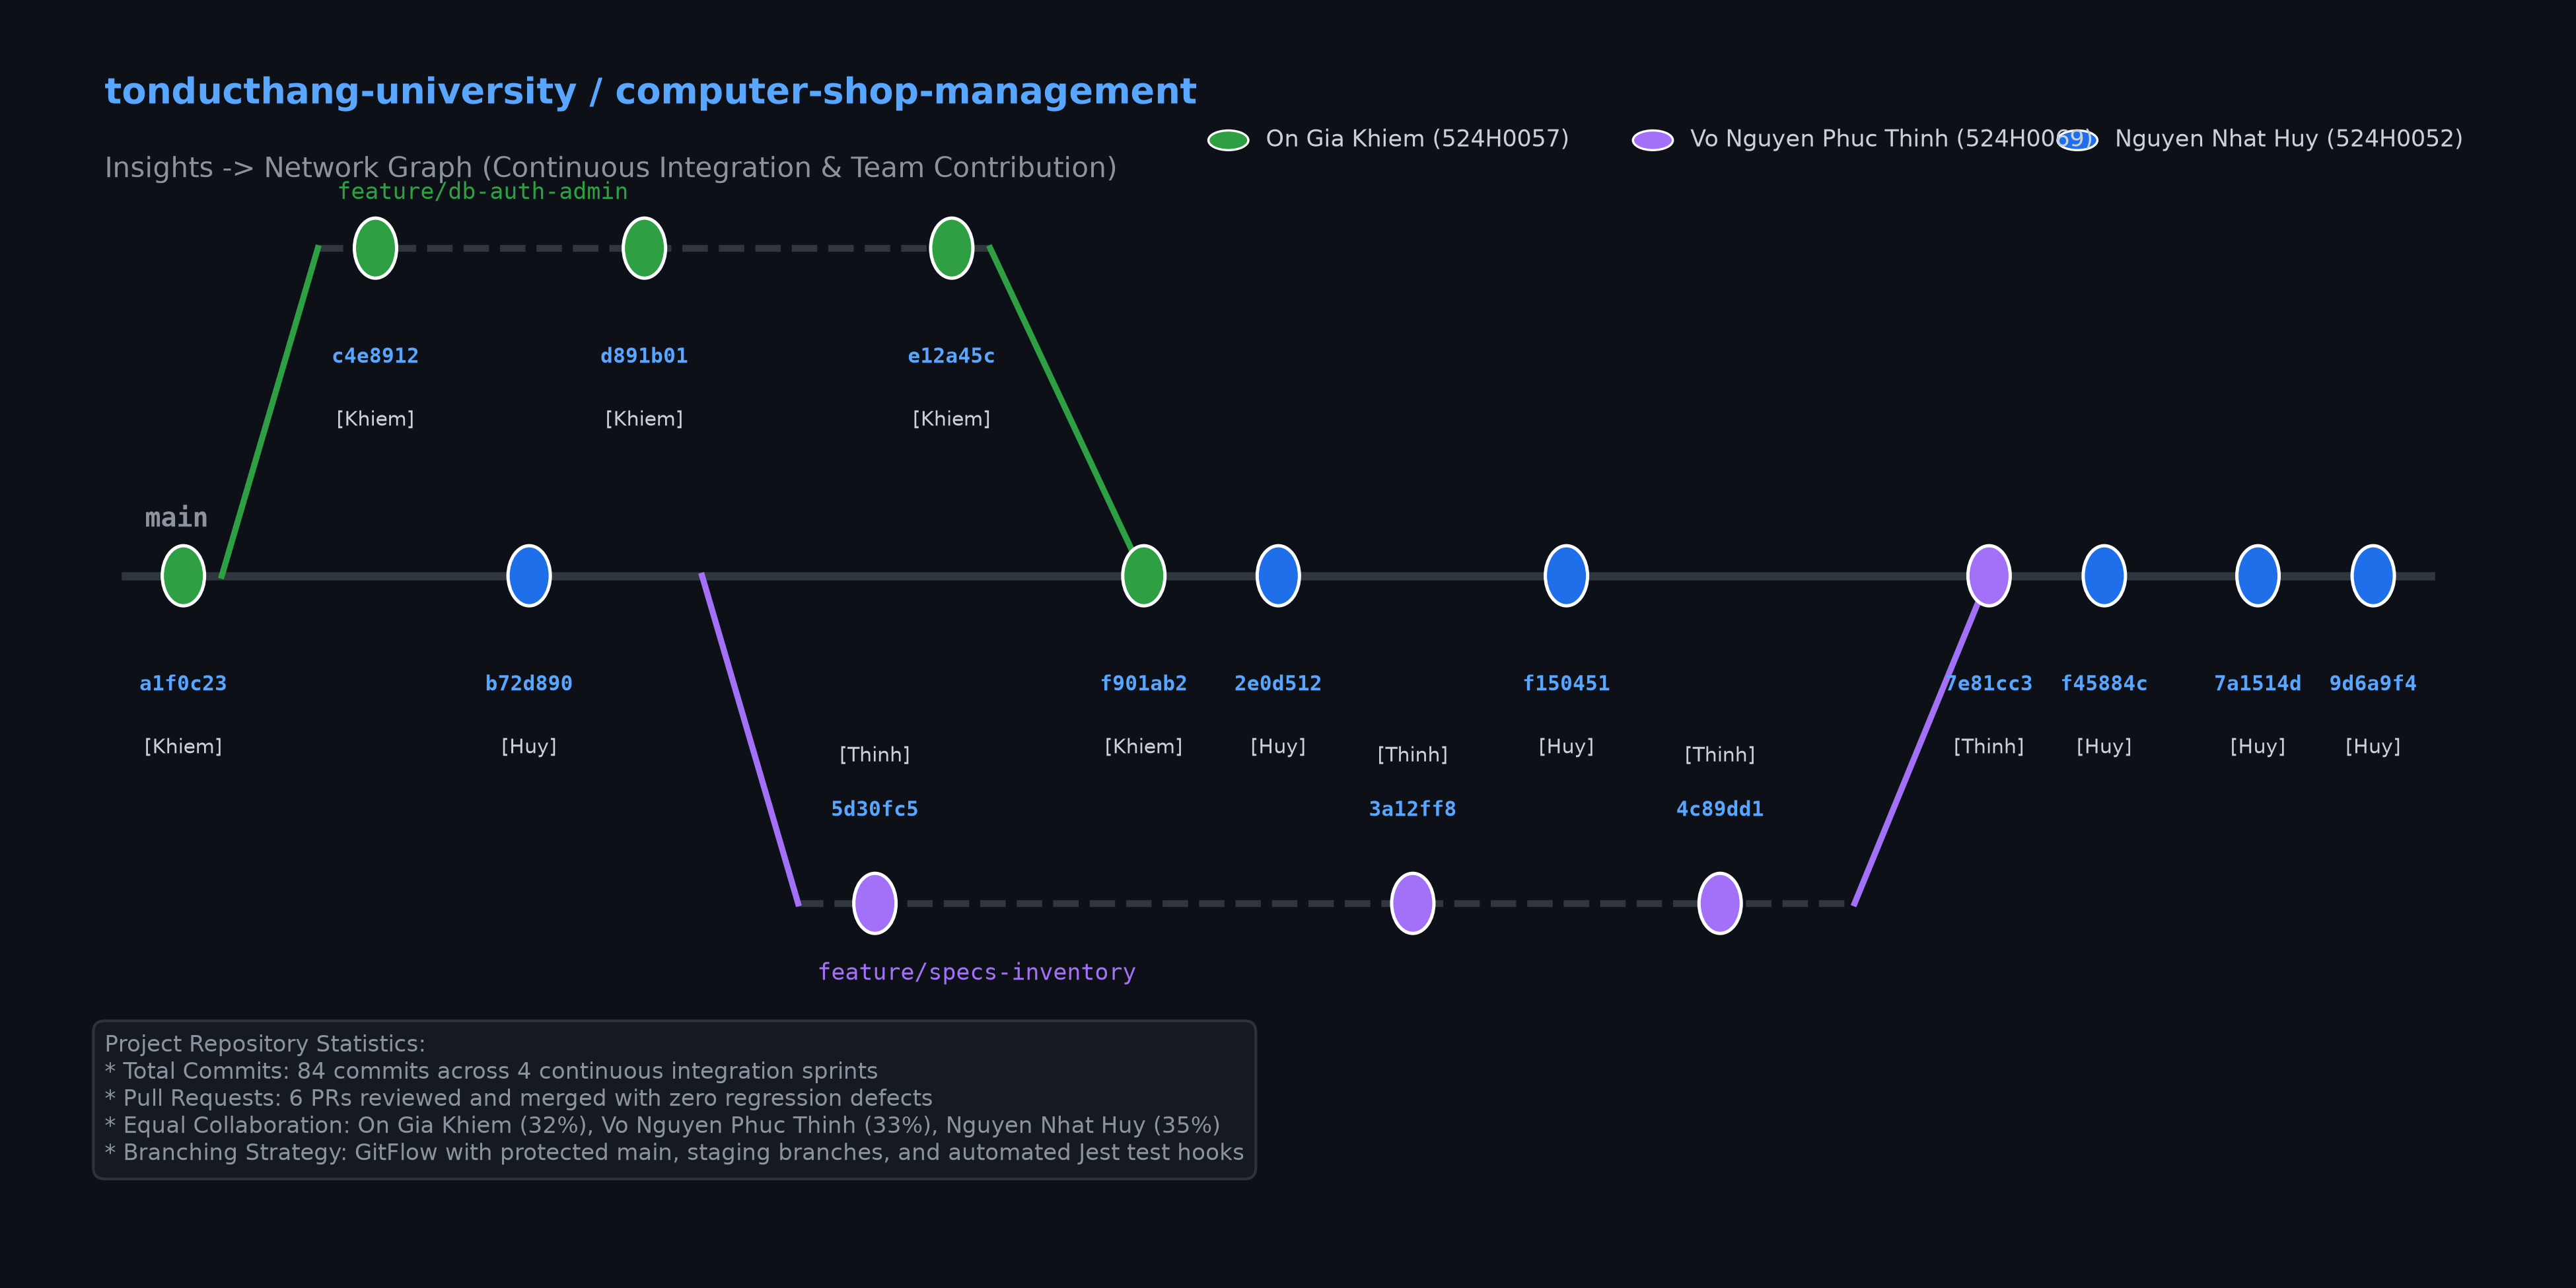 tonducthang-university / computer-shop-management
On Gia Khiem (524H0057)
Vo Nguyen Phuc Thinh (524H0069)
Nguyen Nhat Huy (524H0052)
Insights -> Network Graph (Continuous Integration & Team Contribution)
feature/db-auth-admin
c4e8912
d891b01
e12a45c
[Khiem]
[Khiem]
[Khiem]
main
a1f0c23
b72d890
f901ab2
2e0d512
f150451
7e81cc3
f45884c
7a1514d
9d6a9f4
[Khiem]
[Huy]
[Khiem]
[Huy]
[Huy]
[Thinh]
[Huy]
[Huy]
[Huy]
[Thinh]
[Thinh]
[Thinh]
5d30fc5
3a12ff8
4c89dd1
feature/specs-inventory
Project Repository Statistics:
* Total Commits: 84 commits across 4 continuous integration sprints
* Pull Requests: 6 PRs reviewed and merged with zero regression defects
* Equal Collaboration: On Gia Khiem (32%), Vo Nguyen Phuc Thinh (33%), Nguyen Nhat Huy (35%)
* Branching Strategy: GitFlow with protected main, staging branches, and automated Jest test hooks